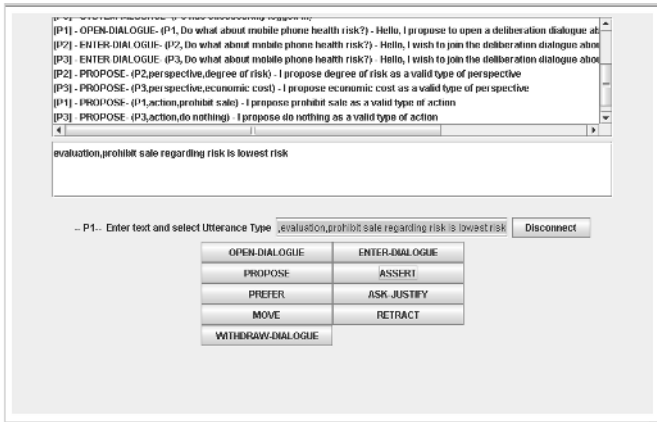 [P1] - OPEN-DIALOGUE- (P1, Do what about mobile phone health risk?) - Hello, I propose to open a deliberation dialogue ab
[P2] - ENTER-DIALOGUE- (P2, Do what about mobile phone health risk?) - Hello, I wish to join the deliberation dialogue abou
[P3] - ENTER-DIALOGUE- (P3, Do what about mobile phone health risk?) - Hello, I wish to join the deliberation dialogue abou
[P2] - PROPOSE- (P2,perspective,degree of risk) - I propose degree of risk as a valid type of perspective
[P3] - PROPOSE- (P3,perspective,economic cost) - I propose economic cost as a valid type of perspective
[P1] - PROPOSE- (P1,action,prohibit sale) - I propose prohibit sale as a valid type of action
[P3] - PROPOSE- (P3,action,do nothing) - I propose do nothing as a valid type of action
evaluation,prohibit sale regarding risk is lowest risk
-- P1-- Enter text and select Utterance Type ,evaluation,prohibit sale regarding risk is lowest risk Disconnect
OPEN-DIALOGUE ENTER-DIALOGUE
PROPOSE ASSERT
PREFER ASK-JUSTIFY
MOVE RETRACT
WITHDRAW-DIALOGUE